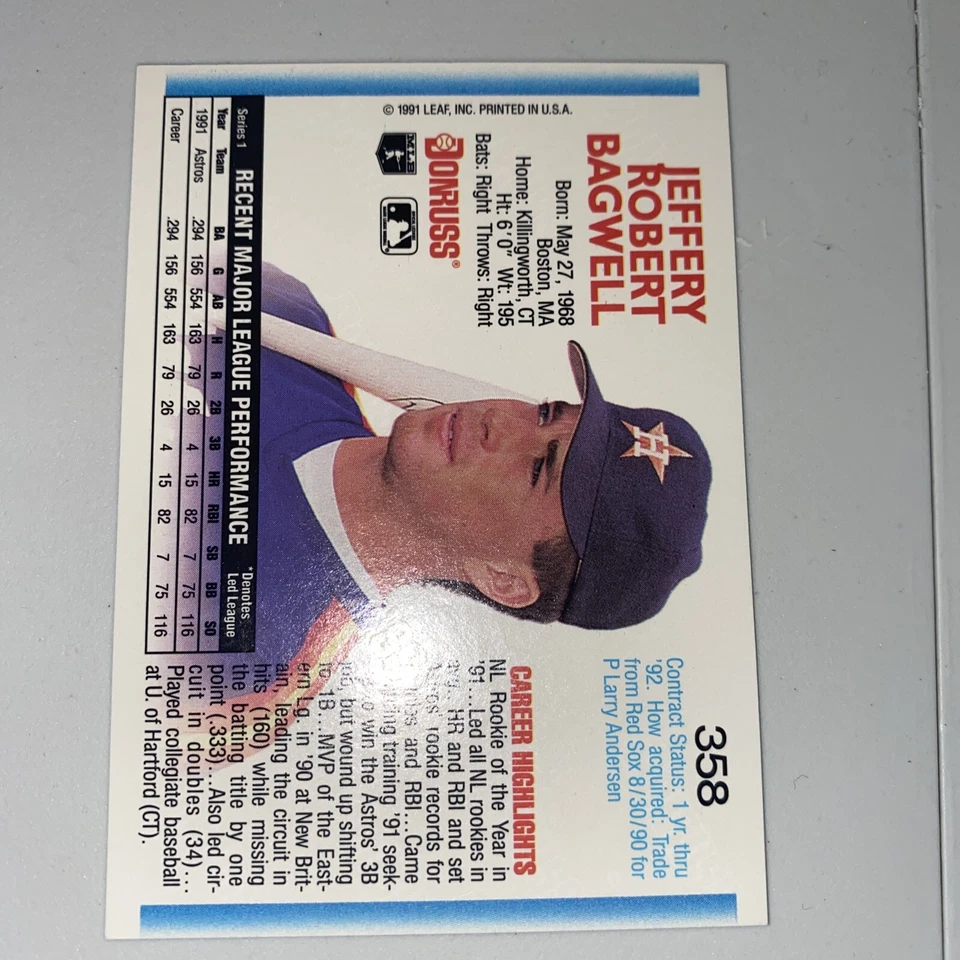 358
JEFFERY
ROBERT
BAGWELL
Born: May 27, 1968
Boston, MA
Home: Killingworth, CT
Ht: 6'0" Wt: 195
Bats: Right Throws: Right
DONRUSS®
MLB
© 1991 LEAF, INC. PRINTED IN U.S.A.
Contract Status: 1 yr. thru
'92. How acquired: Trade
from Red Sox 8/30/90 for
P Larry Andersen
CAREER HIGHLIGHTS
NL Rookie of the Year in
'91...Led all NL rookies in
HR and RBI and set
rookie records for
and RBI...Came
training '91 seek-
win the Astros' 3B
but wound up shifting
to 1B...MVP of the East-
ern Lg. in '90 at New Brit-
ain, leading the circuit in
hits (160) while missing
the batting title by one
point (.333)...Also led cir-
cuit in doubles (34)...
Played collegiate baseball
at U. of Hartford (CT).
Series 1 RECENT MAJOR LEAGUE PERFORMANCE *Denotes
Led League
Year Team BA G AB H R 2B 3B HR RBI SB BB SO
1991 Astros .294 156 554 163 79 26 4 15 82 7 75 116
Career .294 156 554 163 79 26 4 15 82 7 75 116